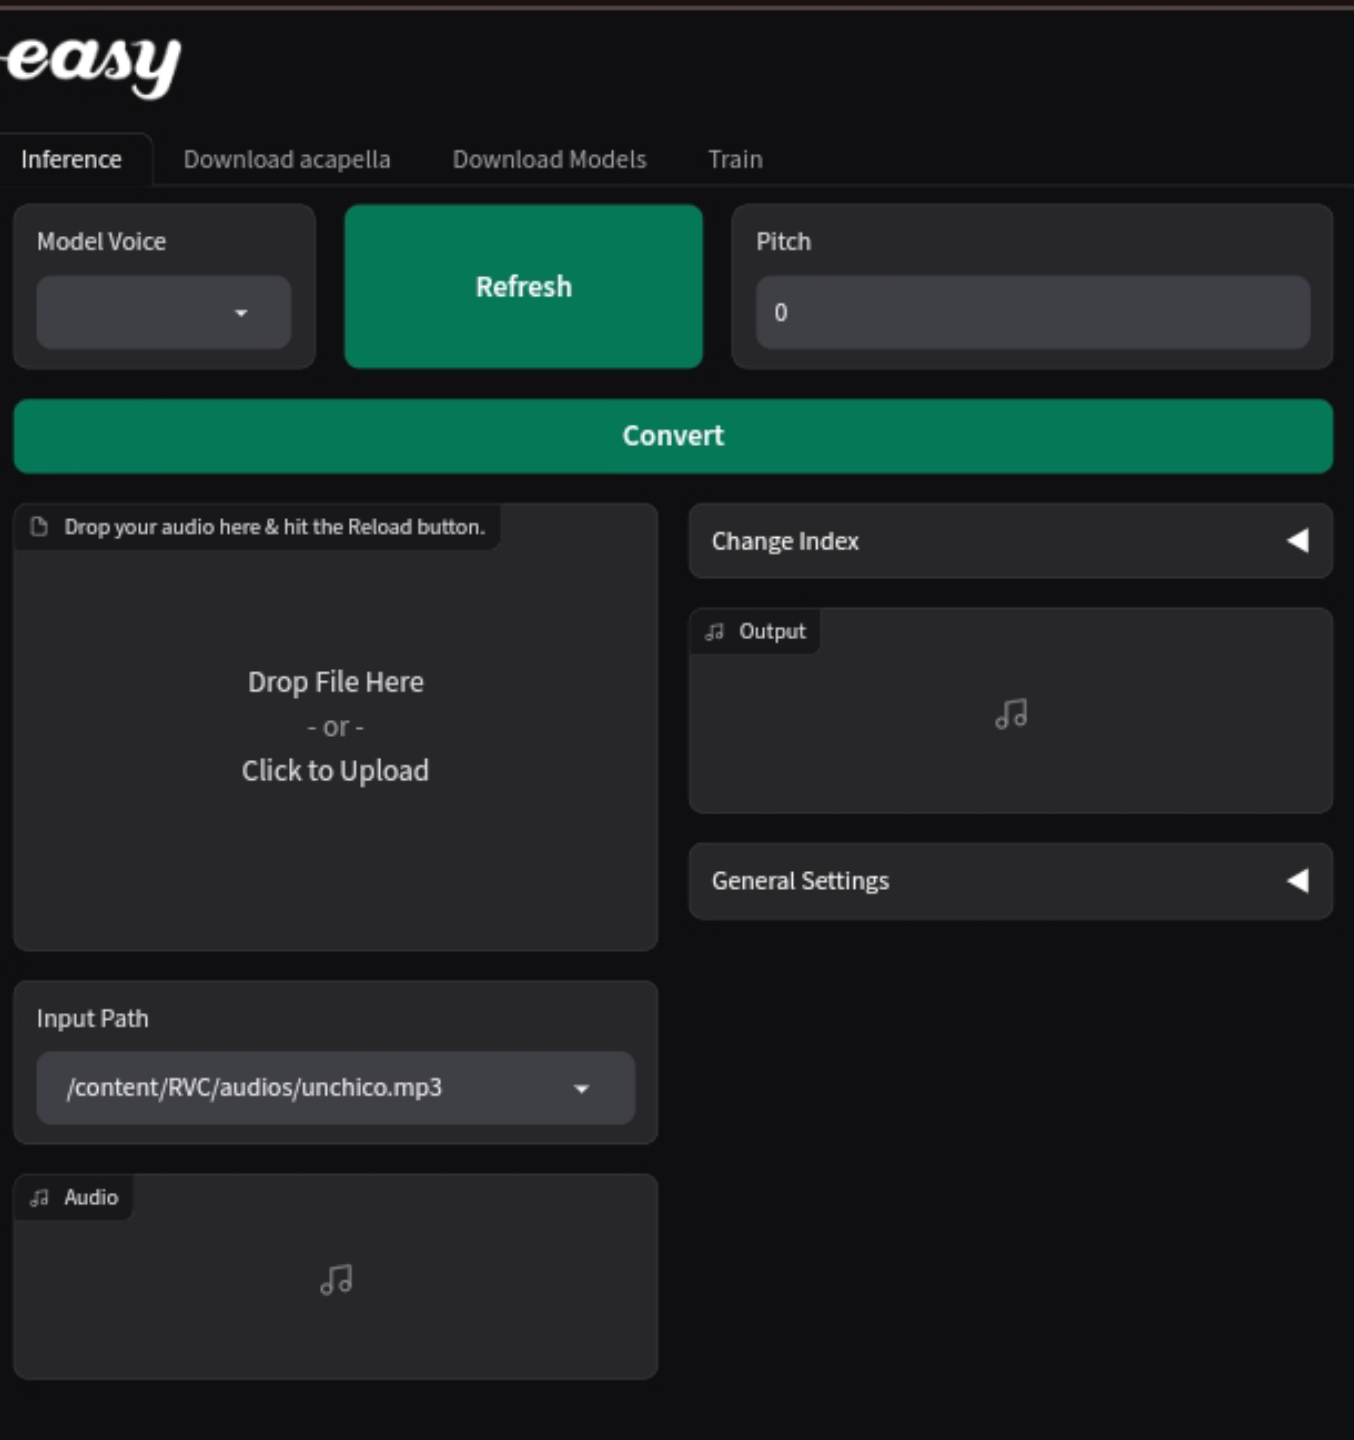 easy
Inference
Download acapella
Download Models
Train
Model Voice
Refresh
Pitch
0
Convert
Drop your audio here & hit the Reload button.
Drop File Here
- or -
Click to Upload
Change Index
Output
General Settings
Input Path
/content/RVC/audios/unchico.mp3
Audio